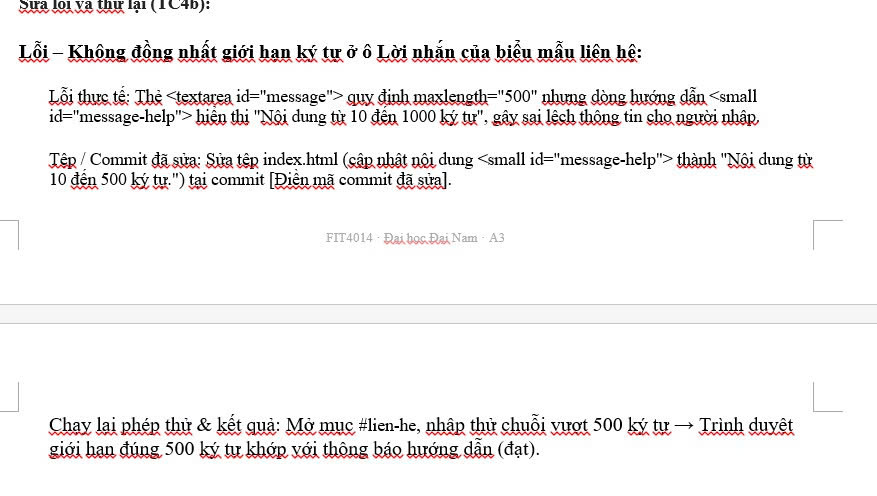 Sửa lỗi và thử lại (TC4b):
Lỗi – Không đồng nhất giới hạn ký tự ở ô Lời nhắn của biểu mẫu liên hệ:
Lỗi thực tế: Thẻ <textarea id="message"> quy định maxlength="500" nhưng dòng hướng dẫn <small
id="message-help"> hiển thị "Nội dung từ 10 đến 1000 ký tự", gây sai lệch thông tin cho người nhập.
Tệp / Commit đã sửa: Sửa tệp index.html (cập nhật nội dung <small id="message-help"> thành "Nội dung từ
10 đến 500 ký tự.") tại commit [Điền mã commit đã sửa].
FIT4014 · Đại học Đại Nam · A3
Chạy lại phép thử & kết quả: Mở mục #lien-he, nhập thử chuỗi vượt 500 ký tự → Trình duyệt
giới hạn đúng 500 ký tự khớp với thông báo hướng dẫn (đạt).